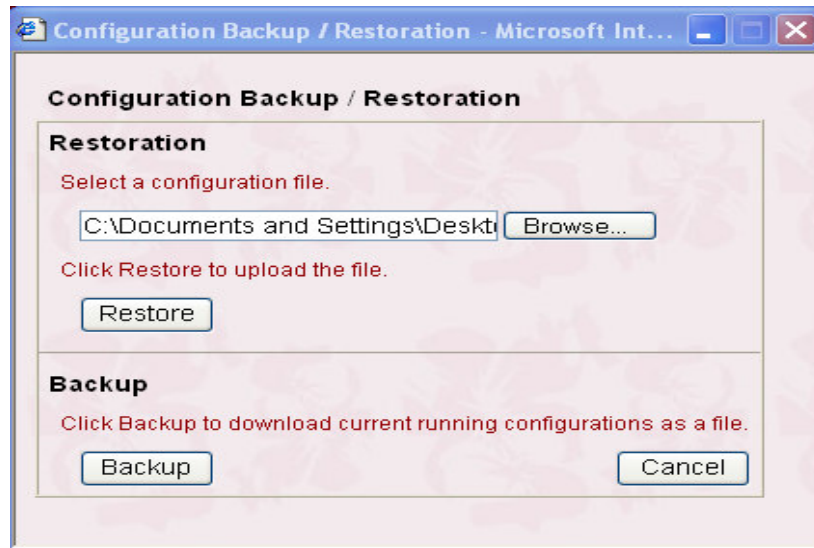 Configuration Backup / Restoration - Microsoft Int...
Configuration Backup / Restoration
Restoration
Select a configuration file.
C:\Documents and Settings\Deskt Browse...
Click Restore to upload the file.
Restore
Backup
Click Backup to download current running configurations as a file.
Backup Cancel